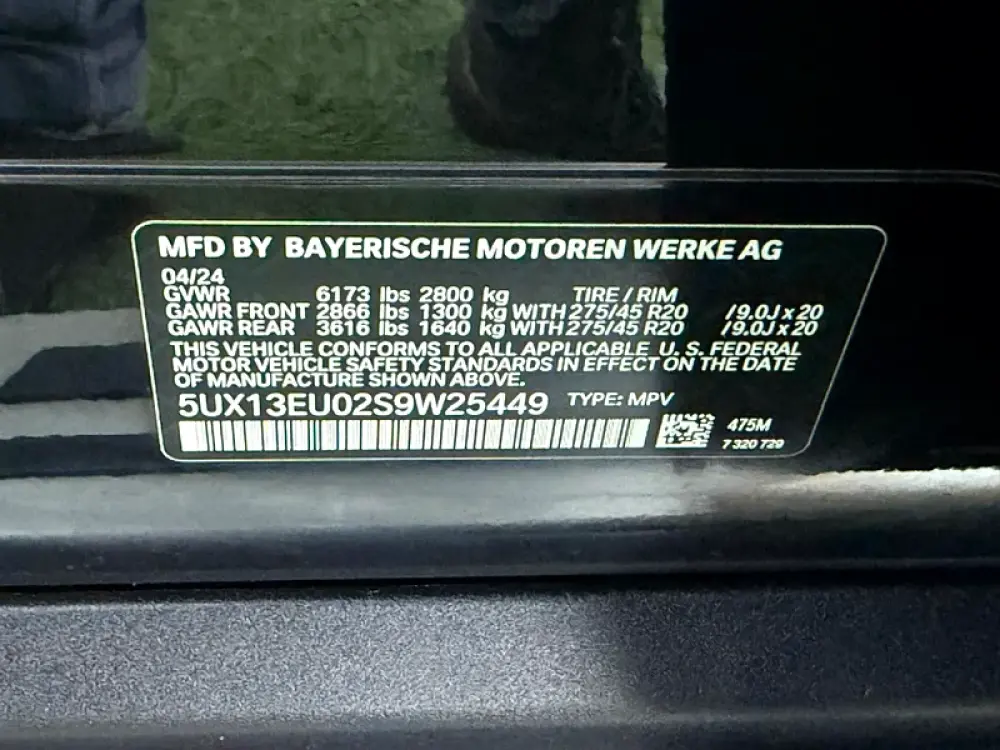 MFD BY BAYERISCHE MOTOREN WERKE AG
04/24
GVWR 6173 lbs 2800 kg TIRE / RIM
GAWR FRONT 2866 lbs 1300 kg WITH 275/45 R20 /9.0J x 20
GAWR REAR 3616 lbs 1640 kg WITH 275/45 R20 /9.0J x 20
THIS VEHICLE CONFORMS TO ALL APPLICABLE U. S. FEDERAL
MOTOR VEHICLE SAFETY STANDARDS IN EFFECT ON THE DATE
OF MANUFACTURE SHOWN ABOVE.
5UX13EU02S9W25449 TYPE: MPV
475M
7 320 729